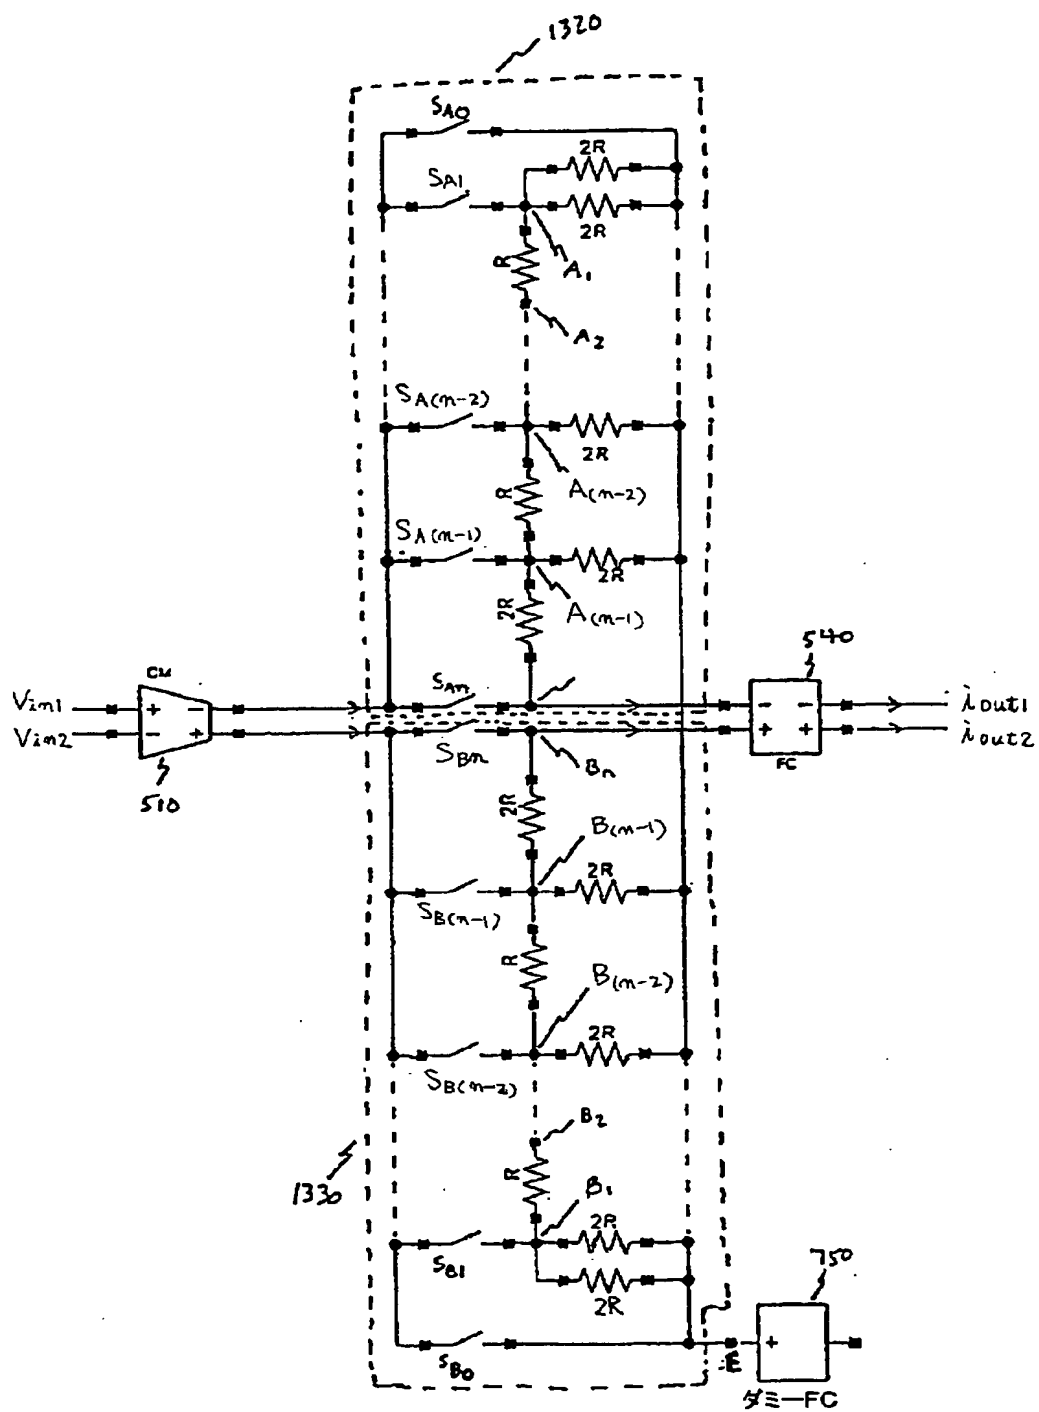 1320
SA0
2R
SA1
2R
R
A1
A2
SA(n-2)
2R
A(n-2)
R
SA(n-1)
2R
A(n-1)
2R
540
CM
Vin1
+ −
SAn
− −
iout1
Vin2
− +
SBn
+ +
iout2
Bn
FC
510
2R
B(n-1)
2R
SB(n-1)
R
B(n-2)
2R
SB(n-2)
B2
R
1330
B1
2R
SB1
2R
750
SB0
+
E
ダミーFC